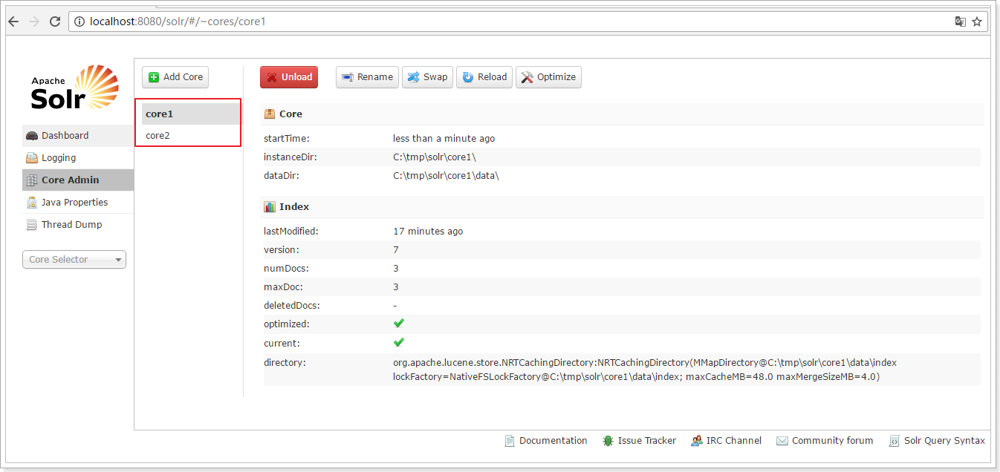 localhost:8080/solr/#/~cores/core1
Apache
Solr
Dashboard
Logging
Core Admin
Java Properties
Thread Dump
Core Selector
Add Core
core1
core2
Unload
Rename
Swap
Reload
Optimize
Core
startTime: less than a minute ago
instanceDir: C:\tmp\solr\core1\
dataDir: C:\tmp\solr\core1\data\
Index
lastModified: 17 minutes ago
version: 7
numDocs: 3
maxDoc: 3
deletedDocs: -
optimized:
current:
directory: org.apache.lucene.store.NRTCachingDirectory:NRTCachingDirectory(MMapDirectory@C:\tmp\solr\core1\data\index
lockFactory=NativeFSLockFactory@C:\tmp\solr\core1\data\index; maxCacheMB=48.0 maxMergeSizeMB=4.0)
Documentation
Issue Tracker
IRC Channel
Community forum
Solr Query Syntax